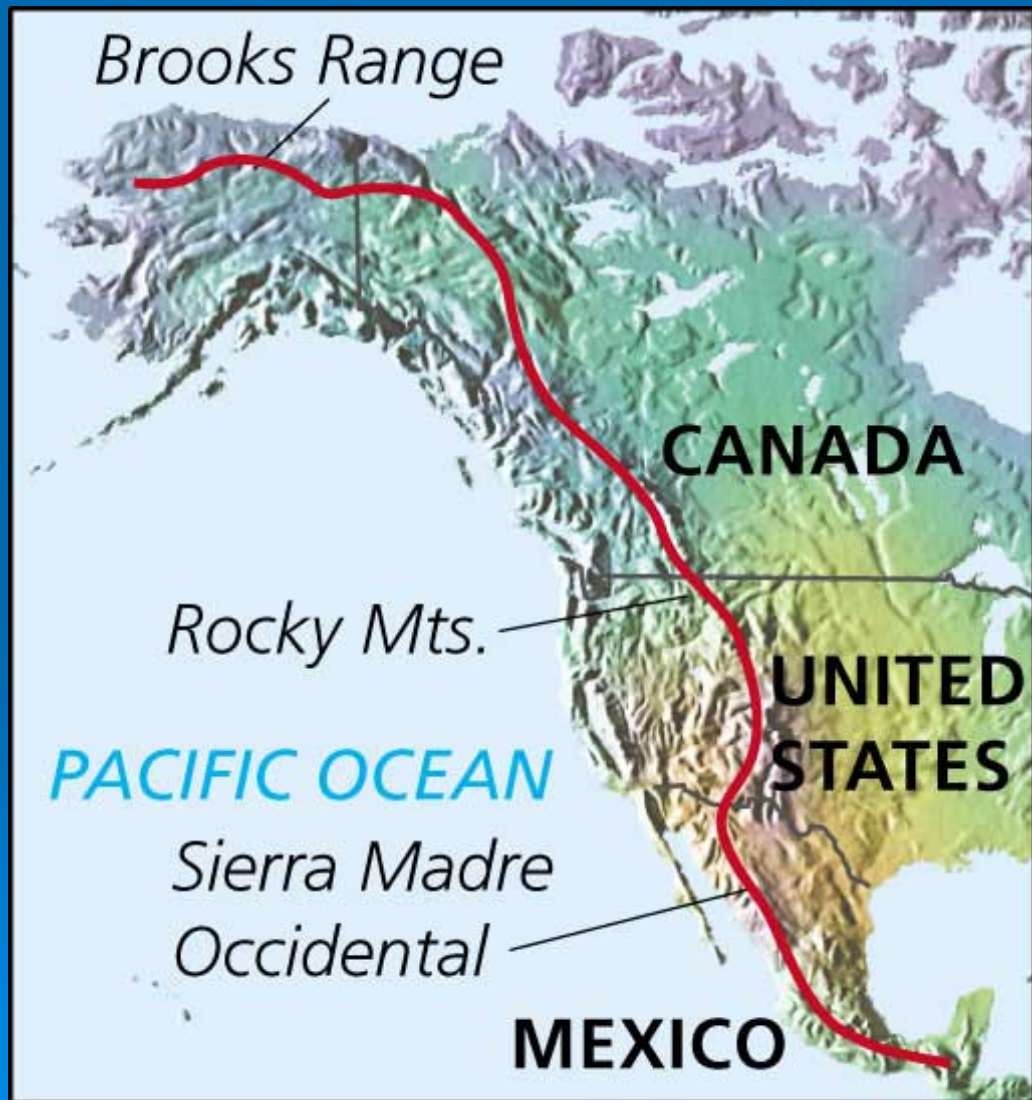 Brooks Range
CANADA
Rocky Mts.
UNITED
STATES
PACIFIC OCEAN
Sierra Madre
Occidental
MEXICO